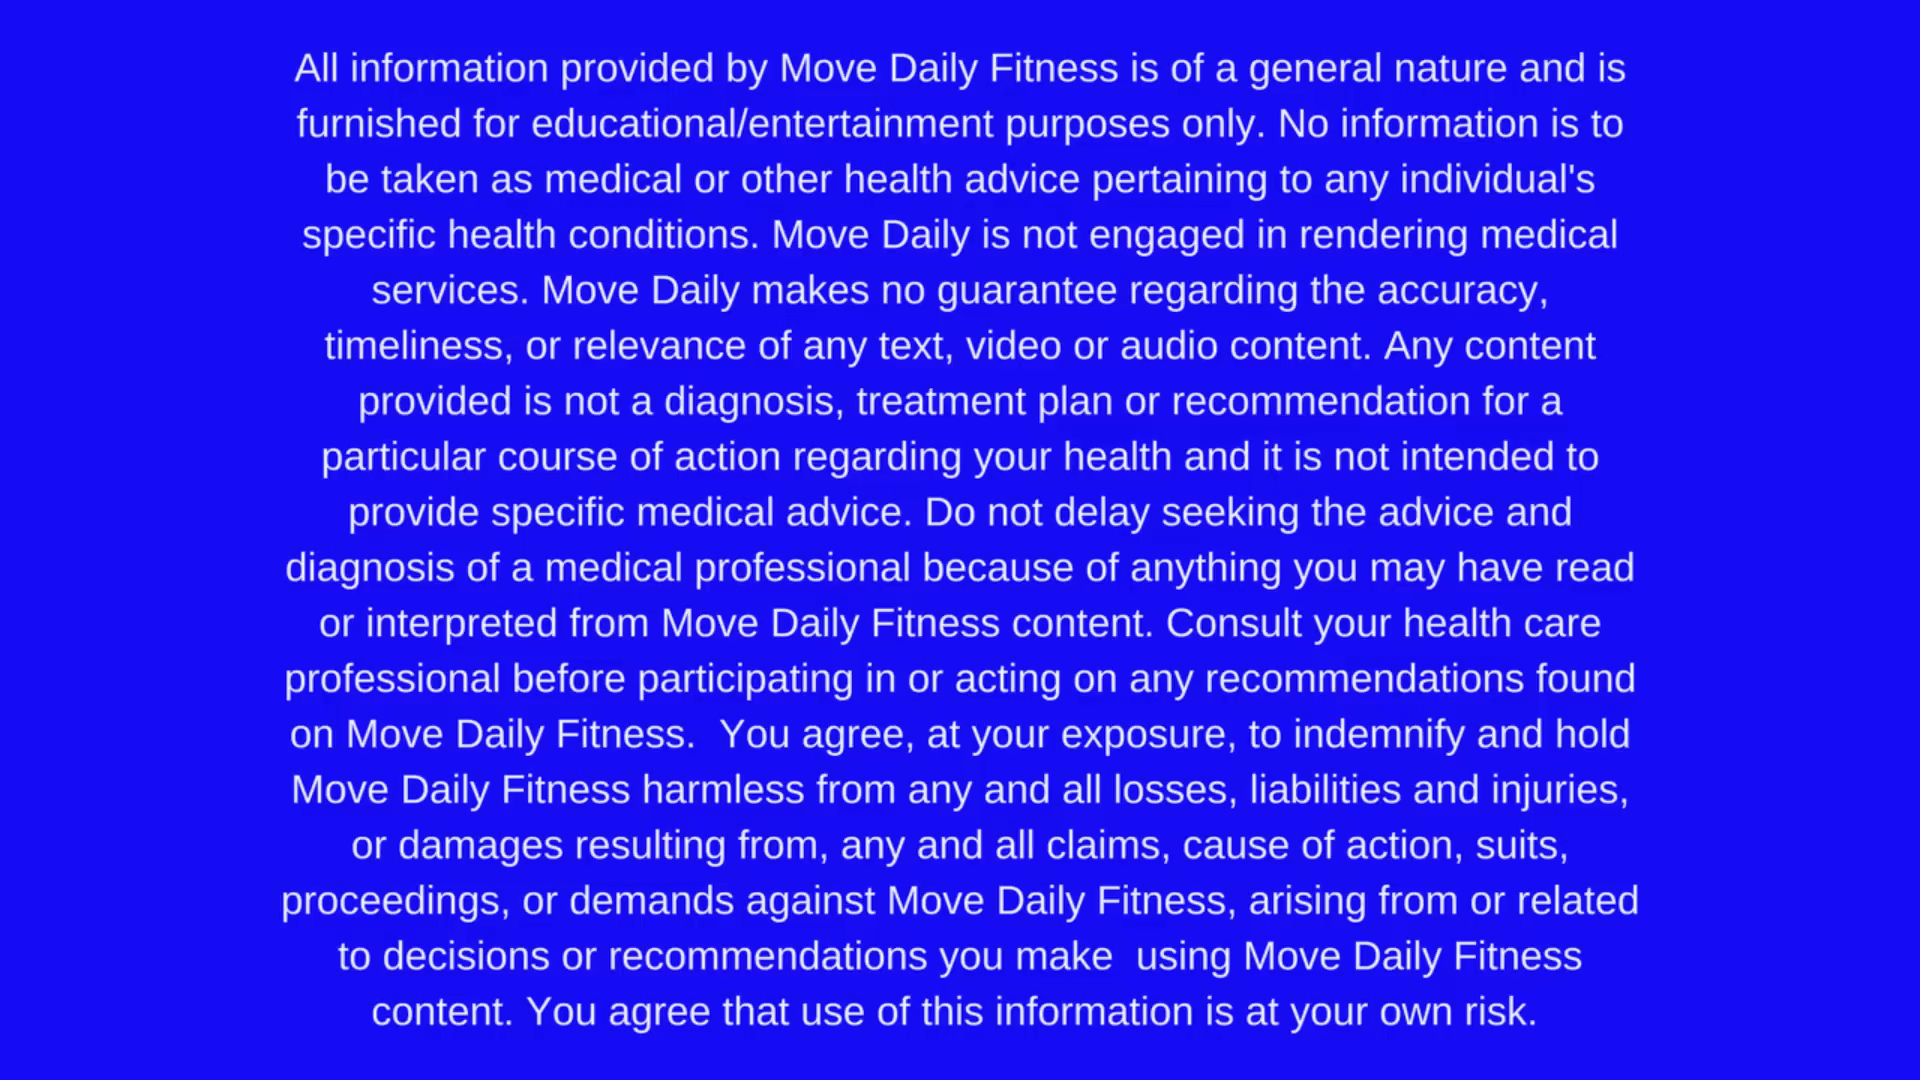 All information provided by Move Daily Fitness is of a general nature and is
furnished for educational/entertainment purposes only. No information is to
be taken as medical or other health advice pertaining to any individual's
specific health conditions. Move Daily is not engaged in rendering medical
services. Move Daily makes no guarantee regarding the accuracy,
timeliness, or relevance of any text, video or audio content. Any content
provided is not a diagnosis, treatment plan or recommendation for a
particular course of action regarding your health and it is not intended to
provide specific medical advice. Do not delay seeking the advice and
diagnosis of a medical professional because of anything you may have read
or interpreted from Move Daily Fitness content. Consult your health care
professional before participating in or acting on any recommendations found
on Move Daily Fitness.  You agree, at your exposure, to indemnify and hold
Move Daily Fitness harmless from any and all losses, liabilities and injuries,
or damages resulting from, any and all claims, cause of action, suits,
proceedings, or demands against Move Daily Fitness, arising from or related
to decisions or recommendations you make  using Move Daily Fitness
content. You agree that use of this information is at your own risk.